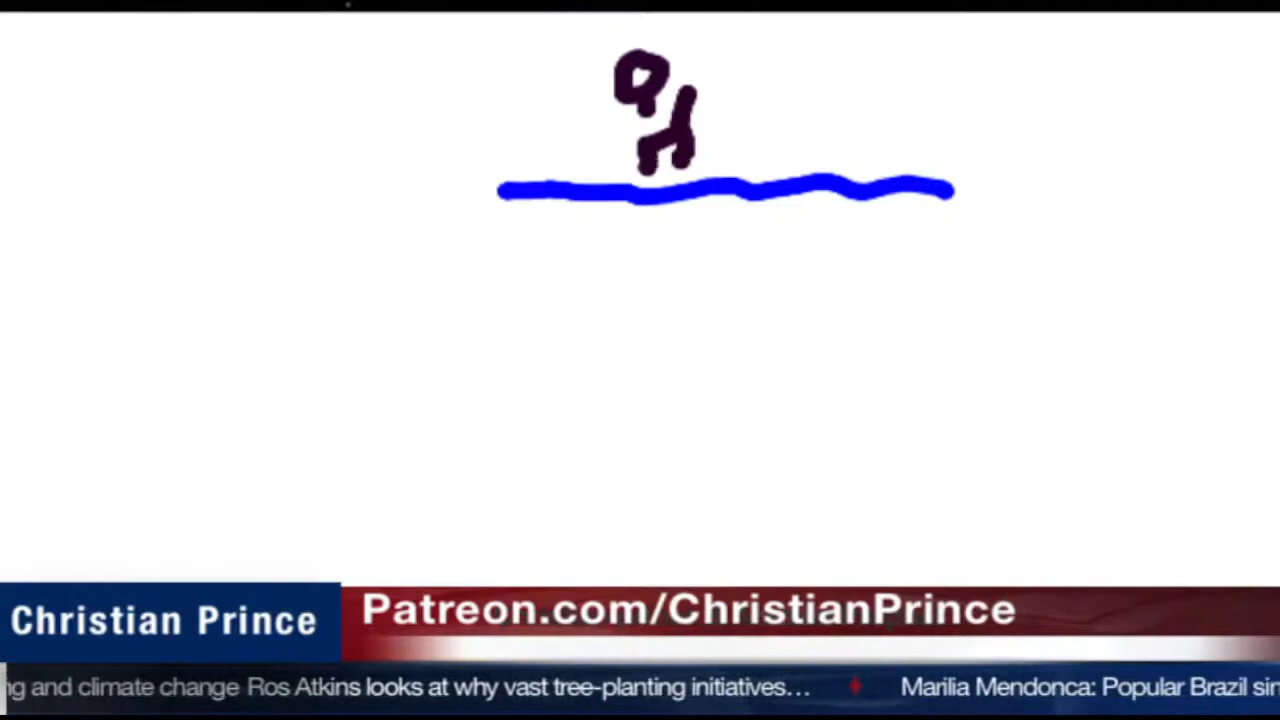 Christian Prince
Patreon.com/ChristianPrince
ng and climate change Ros Atkins looks at why vast tree-planting initiatives… Marilia Mendonca: Popular Brazil sin